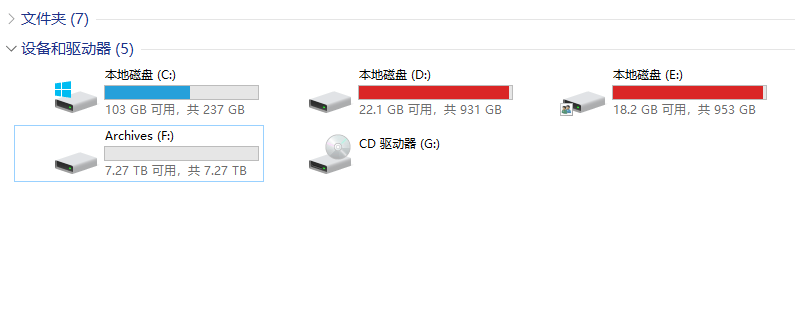 文件夹 (7)
设备和驱动器 (5)
本地磁盘 (C:)
103 GB 可用，共 237 GB
本地磁盘 (D:)
22.1 GB 可用，共 931 GB
本地磁盘 (E:)
18.2 GB 可用，共 953 GB
Archives (F:)
7.27 TB 可用，共 7.27 TB
CD 驱动器 (G:)